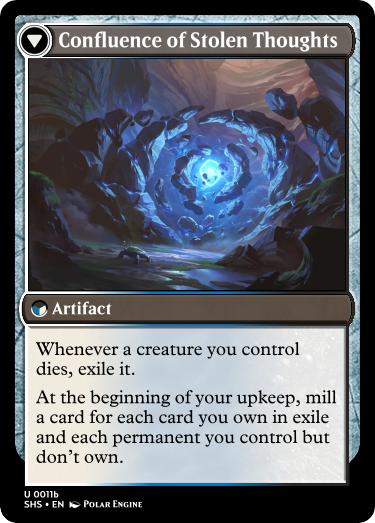 Confluence of Stolen Thoughts
Artifact
Whenever a creature you control
dies, exile it.
At the beginning of your upkeep, mill
a card for each card you own in exile
and each permanent you control but
don't own.
U 0011b
SHS • EN Polar Engine